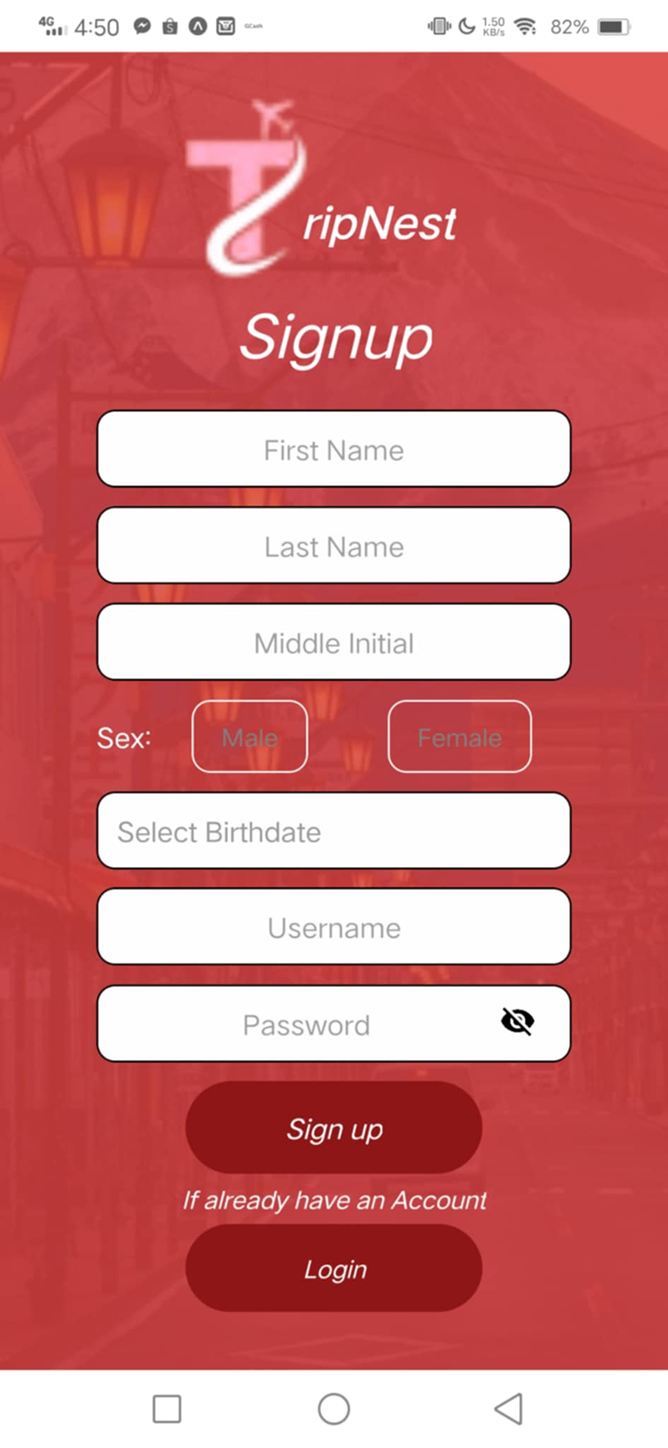 4G 4:50 GCash 1.50 KB/s 82%
TripNest
Signup
First Name
Last Name
Middle Initial
Sex: Male Female
Select Birthdate
Username
Password
Sign up
If already have an Account
Login